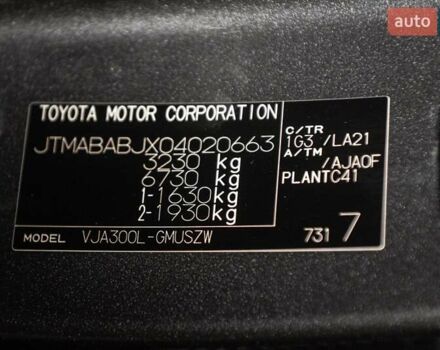 auto
TOYOTA MOTOR CORPORATION
JTMABABJX04020663
3230 kg
6730 kg
1-1630 kg
2-1930 kg
C/TR
1G3 /LA21
A/TM
/AJA0F
PLANTC41
MODEL VJA300L-GMUSZW
731 7